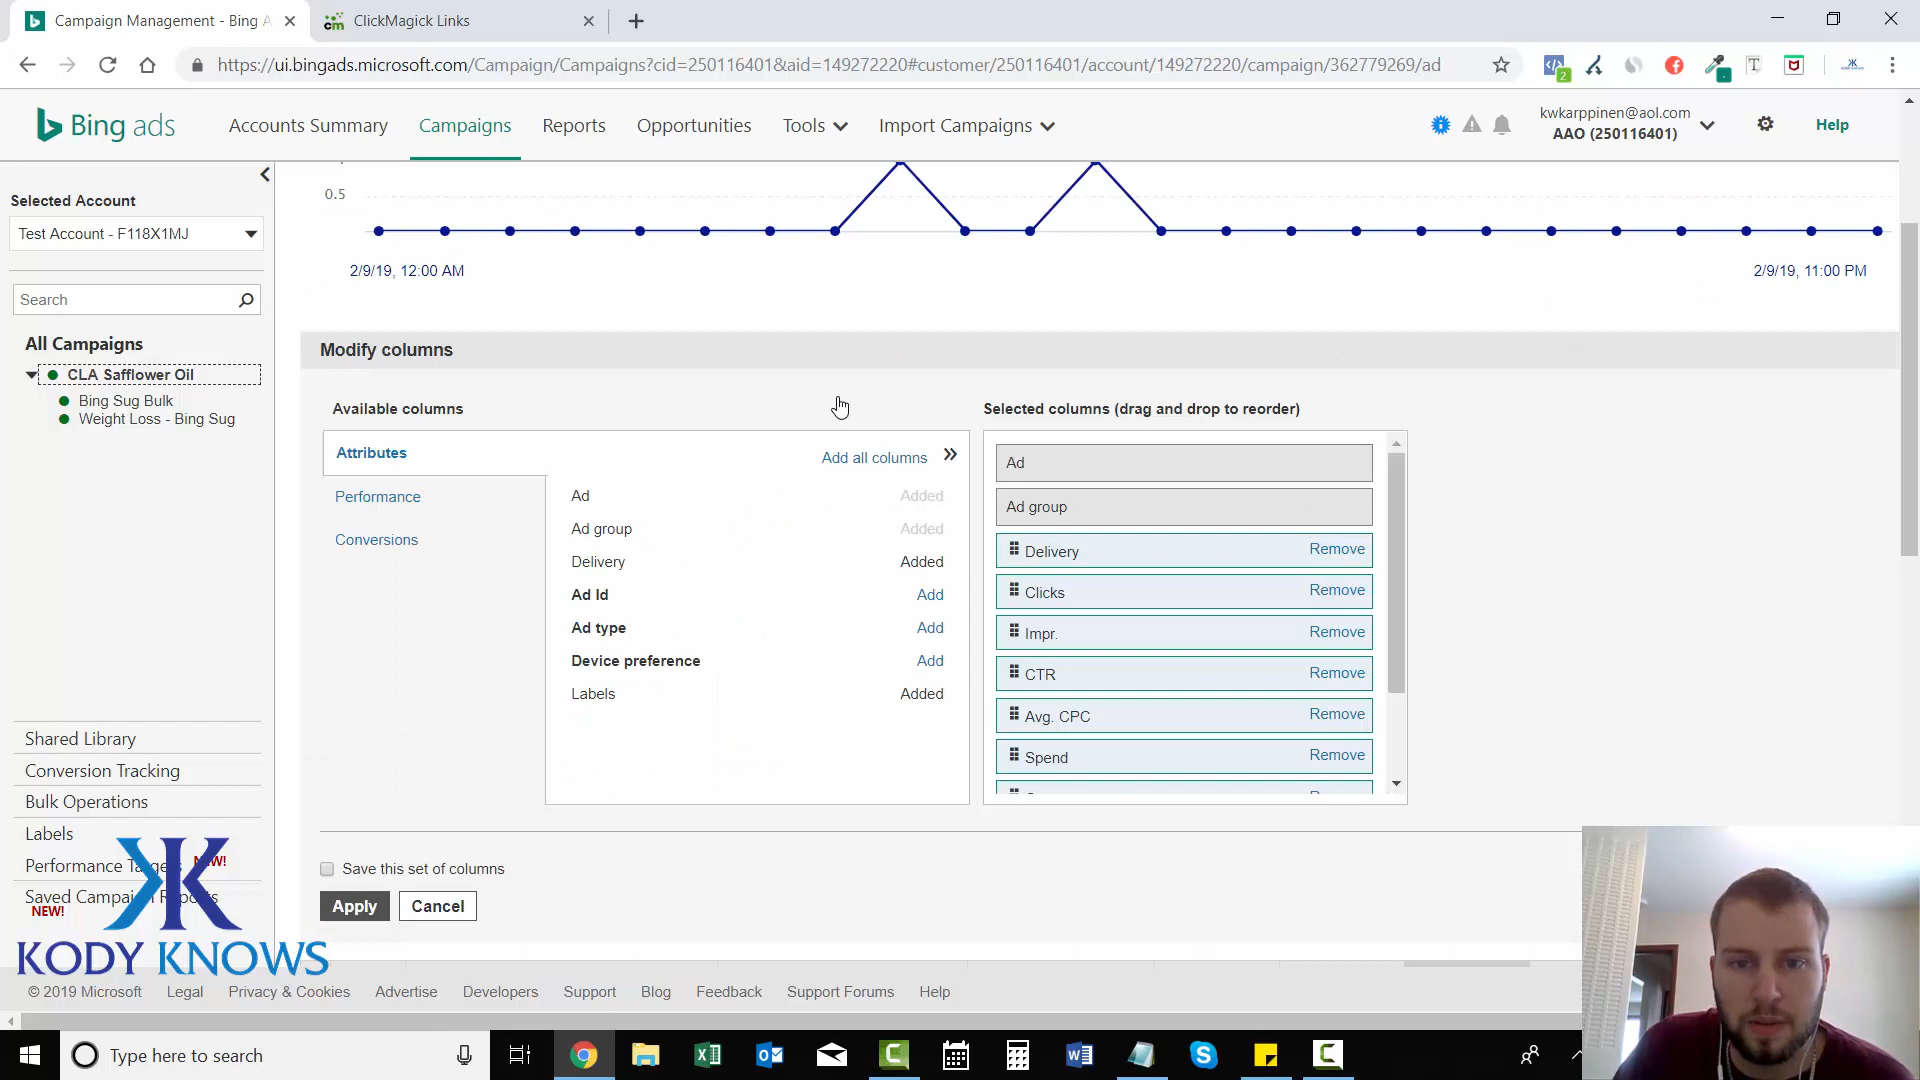 Campaign Management - Bing A
ClickMagick Links
https://ui.bingads.microsoft.com/Campaign/Campaigns?cid=250116401&aid=149272220#customer/250116401/account/149272220/campaign/362779269/ad
Bing ads
Accounts Summary
Campaigns
Reports
Opportunities
Tools
Import Campaigns
kwkarppinen@aol.com
AAO (250116401)
Help
Selected Account
Test Account - F118X1MJ
Search
All Campaigns
CLA Safflower Oil
Bing Sug Bulk
Weight Loss - Bing Sug
Shared Library
Conversion Tracking
Bulk Operations
Labels
Performance Targets NEW!
Saved Campaign Reports
NEW!
KODY KNOWS
0.5
2/9/19, 12:00 AM
2/9/19, 11:00 PM
Modify columns
Available columns
Attributes
Performance
Conversions
Add all columns »
Ad Added
Ad group Added
Delivery Added
Ad Id Add
Ad type Add
Device preference Add
Labels Added
Selected columns (drag and drop to reorder)
Ad
Ad group
Delivery Remove
Clicks Remove
Impr. Remove
CTR Remove
Avg. CPC Remove
Spend Remove
Save this set of columns
Apply
Cancel
© 2019 Microsoft
Legal
Privacy & Cookies
Advertise
Developers
Support
Blog
Feedback
Support Forums
Help
Type here to search